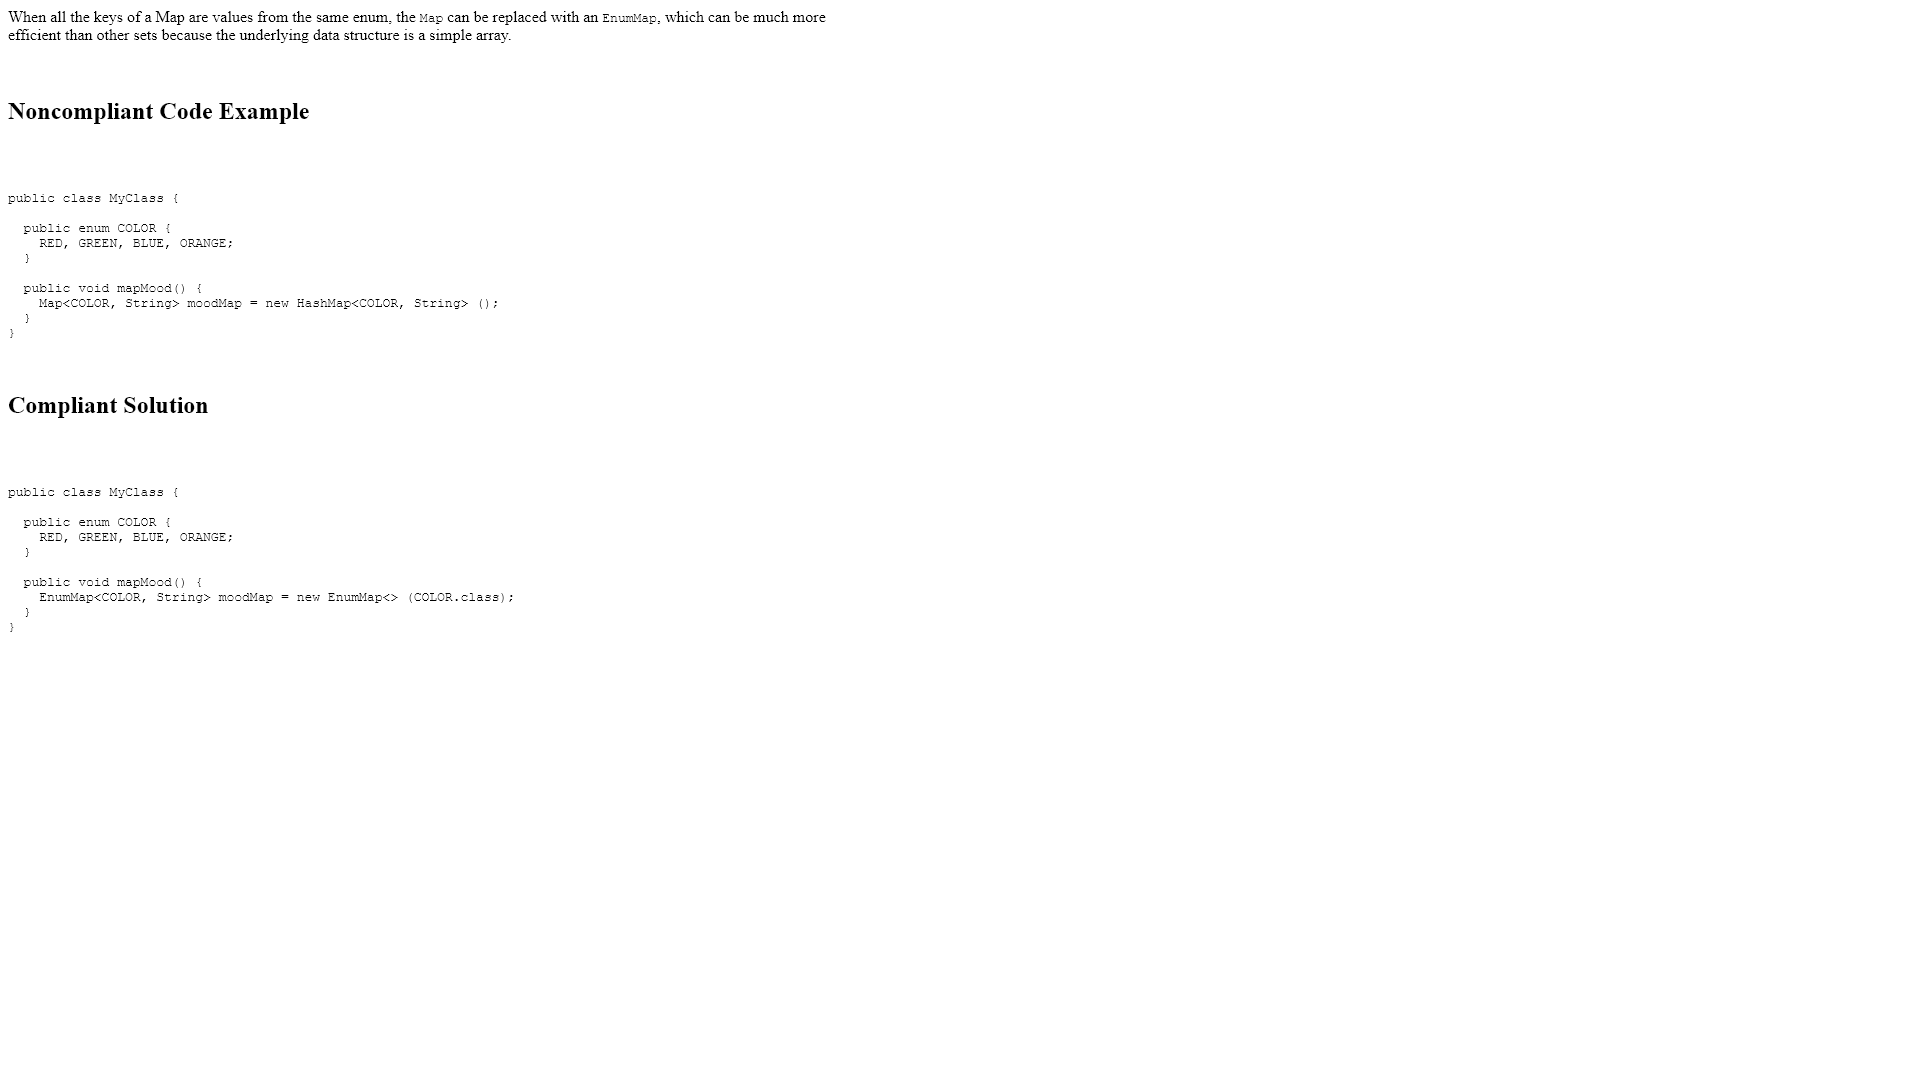 When all the keys of a Map are values from the same enum, the Map can be replaced with an EnumMap, which can be much more
efficient than other sets because the underlying data structure is a simple array.
Noncompliant Code Example
public class MyClass {
  public enum COLOR {
    RED, GREEN, BLUE, ORANGE;
  }
  public void mapMood() {
    Map<COLOR, String> moodMap = new HashMap<COLOR, String> ();
  }
}
Compliant Solution
public class MyClass {
  public enum COLOR {
    RED, GREEN, BLUE, ORANGE;
  }
  public void mapMood() {
    EnumMap<COLOR, String> moodMap = new EnumMap<> (COLOR.class);
  }
}